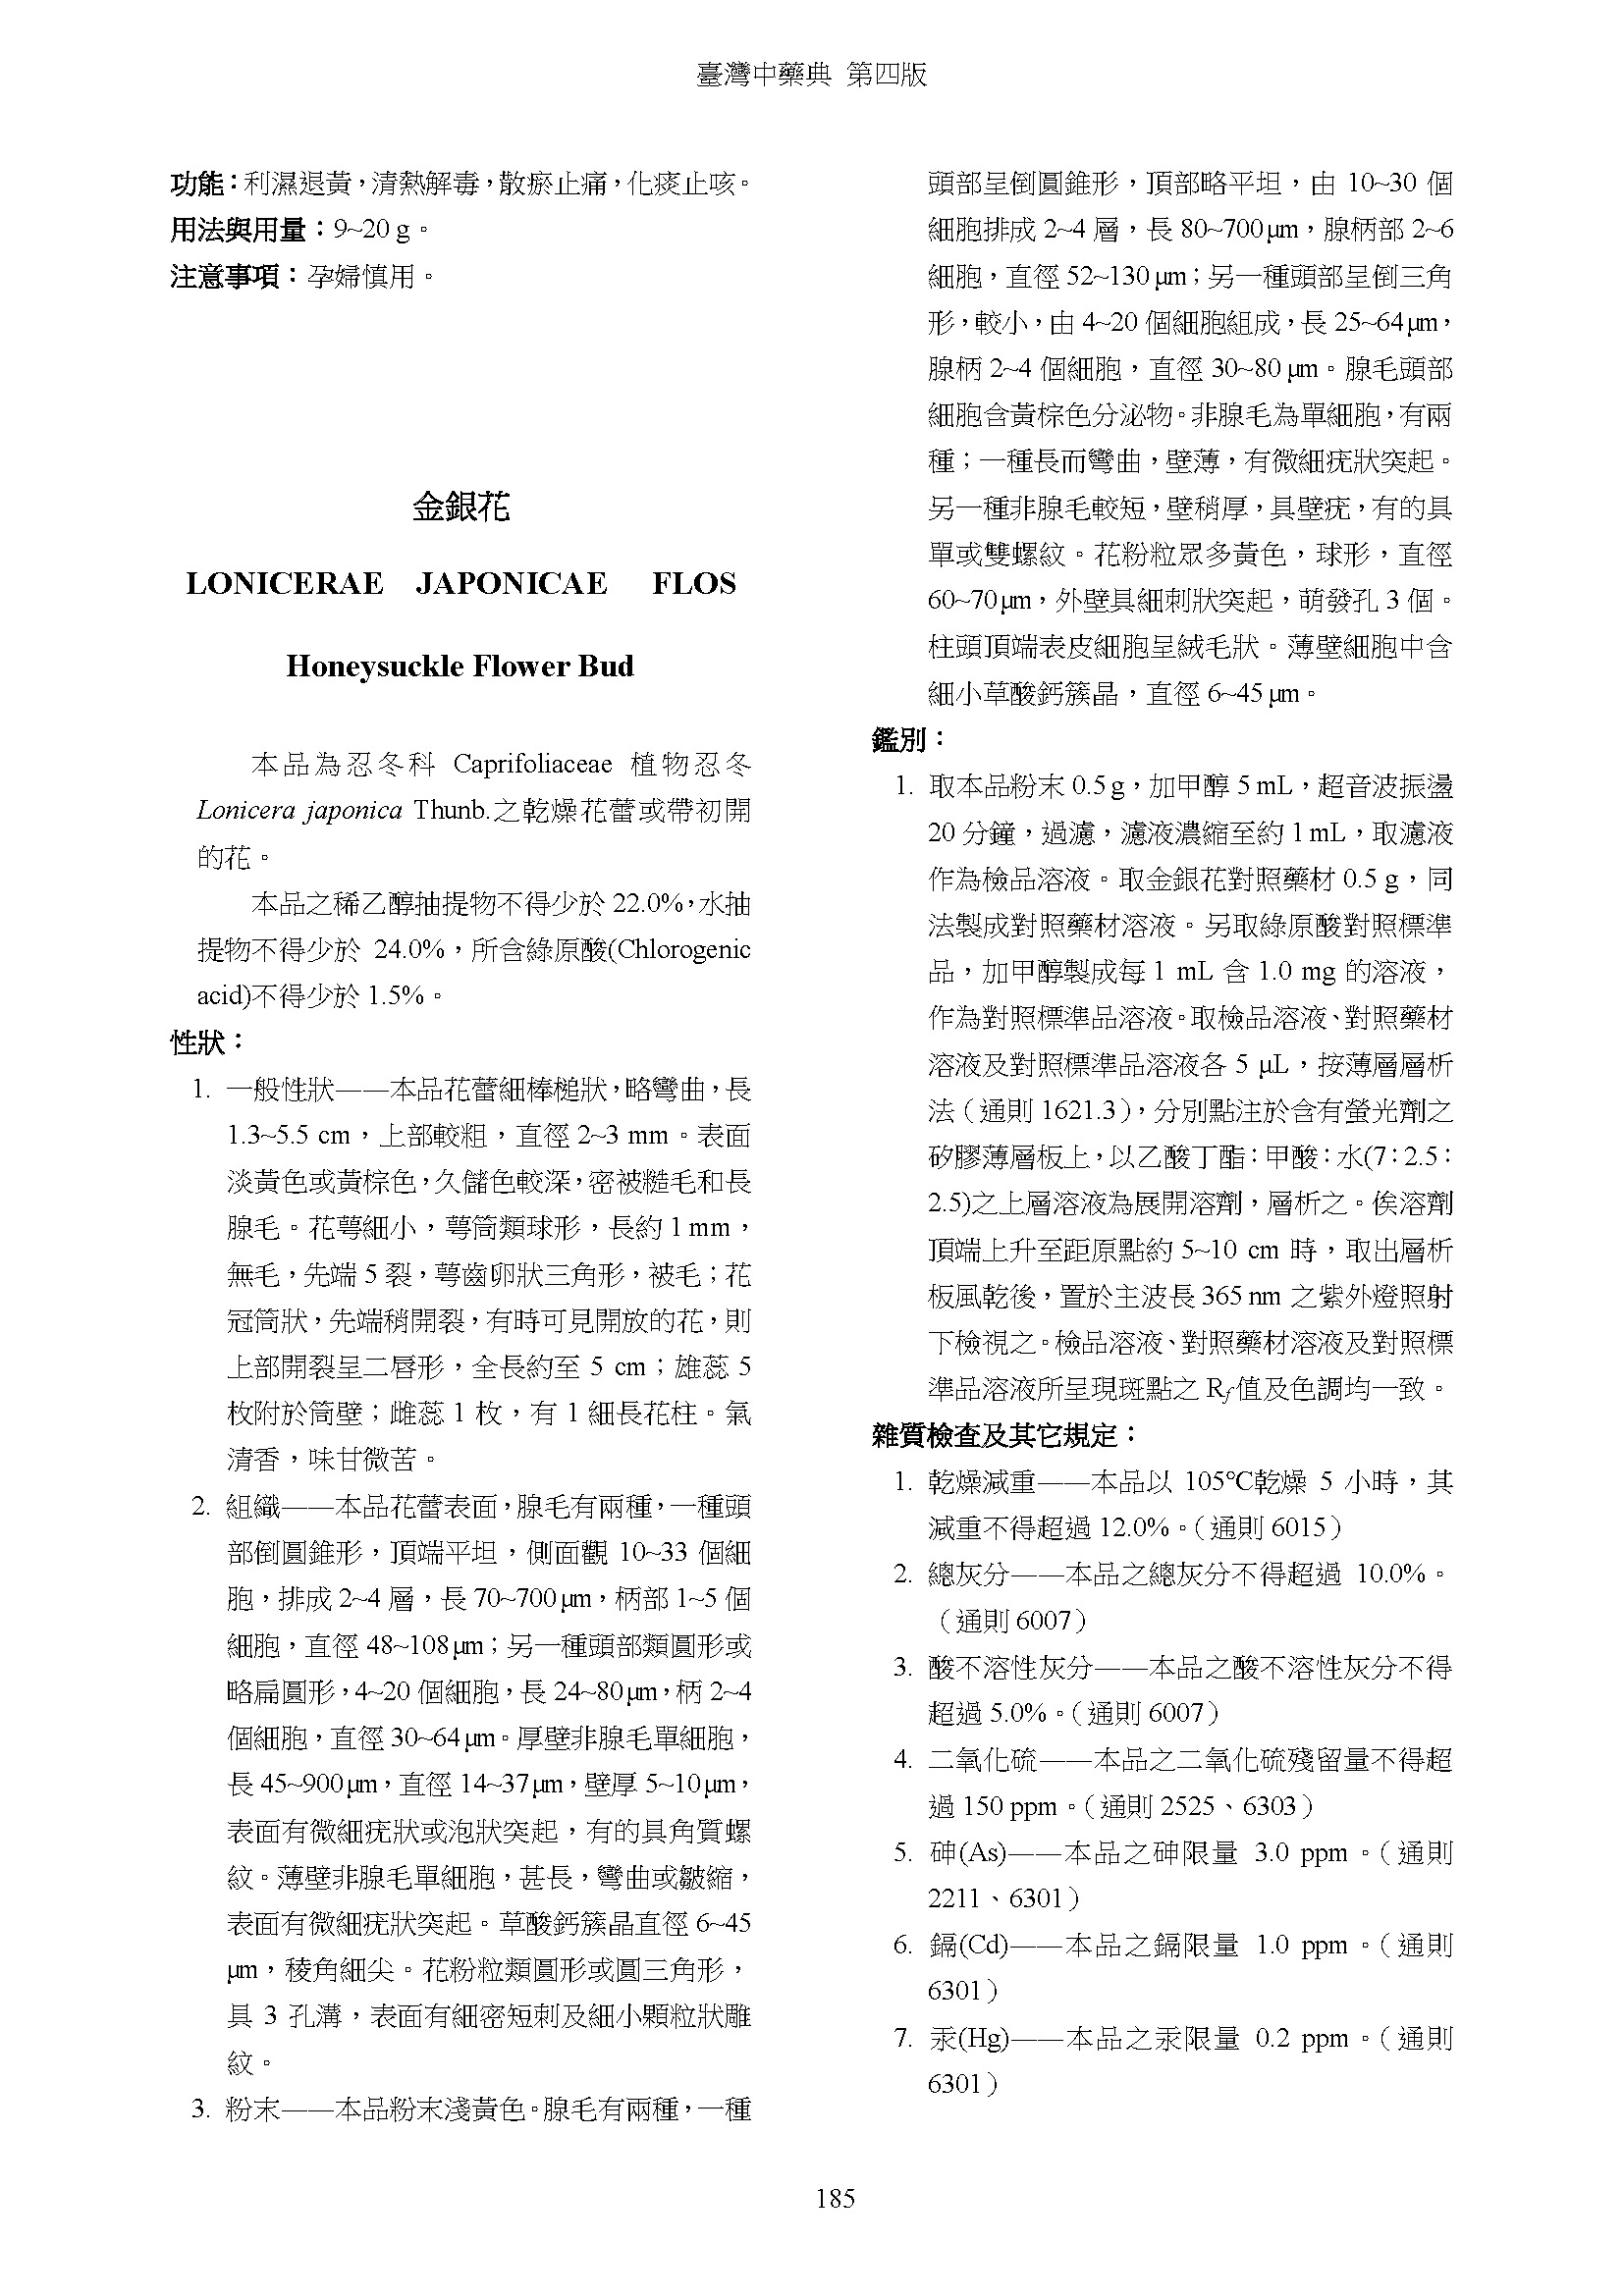 臺灣中藥典 第四版
功能：利濕退黃，清熱解毒，散瘀止痛，化痰止咳。
用法與用量：9~20 g。
注意事項：孕婦慎用。
金銀花
LONICERAE JAPONICAE FLOS
Honeysuckle Flower Bud
本品為忍冬科 Caprifoliaceae 植物忍冬
Lonicera japonica Thunb.之乾燥花蕾或帶初開
的花。
本品之稀乙醇抽提物不得少於 22.0%，水抽
提物不得少於 24.0%，所含綠原酸(Chlorogenic
acid)不得少於 1.5%。
性狀：
1. 一般性狀——本品花蕾細棒槌狀，略彎曲，長
1.3~5.5 cm，上部較粗，直徑 2~3 mm。表面
淡黃色或黃棕色，久儲色較深，密被糙毛和長
腺毛。花萼細小，萼筒類球形，長約 1 mm，
無毛，先端 5 裂，萼齒卵狀三角形，被毛；花
冠筒狀，先端稍開裂，有時可見開放的花，則
上部開裂呈二唇形，全長約至 5 cm；雄蕊 5
枚附於筒壁；雌蕊 1 枚，有 1 細長花柱。氣
清香，味甘微苦。
2. 組織——本品花蕾表面，腺毛有兩種，一種頭
部倒圓錐形，頂端平坦，側面觀 10~33 個細
胞，排成 2~4 層，長 70~700 μm，柄部 1~5 個
細胞，直徑 48~108 μm；另一種頭部類圓形或
略扁圓形，4~20 個細胞，長 24~80 μm，柄 2~4
個細胞，直徑 30~64 μm。厚壁非腺毛單細胞，
長 45~900 μm，直徑 14~37 μm，壁厚 5~10 μm，
表面有微細疣狀或泡狀突起，有的具角質螺
紋。薄壁非腺毛單細胞，甚長，彎曲或皺縮，
表面有微細疣狀突起。草酸鈣簇晶直徑 6~45
μm，稜角細尖。花粉粒類圓形或圓三角形，
具 3 孔溝，表面有細密短刺及細小顆粒狀雕
紋。
3. 粉末——本品粉末淺黃色。腺毛有兩種，一種
頭部呈倒圓錐形，頂部略平坦，由 10~30 個
細胞排成 2~4 層，長 80~700 μm，腺柄部 2~6
細胞，直徑 52~130 μm；另一種頭部呈倒三角
形，較小，由 4~20 個細胞組成，長 25~64 μm，
腺柄 2~4 個細胞，直徑 30~80 μm。腺毛頭部
細胞含黃棕色分泌物。非腺毛為單細胞，有兩
種；一種長而彎曲，壁薄，有微細疣狀突起。
另一種非腺毛較短，壁稍厚，具壁疣，有的具
單或雙螺紋。花粉粒眾多黃色，球形，直徑
60~70 μm，外壁具細刺狀突起，萌發孔 3 個。
柱頭頂端表皮細胞呈絨毛狀。薄壁細胞中含
細小草酸鈣簇晶，直徑 6~45 μm。
鑑別：
1. 取本品粉末 0.5 g，加甲醇 5 mL，超音波振盪
20 分鐘，過濾，濾液濃縮至約 1 mL，取濾液
作為檢品溶液。取金銀花對照藥材 0.5 g，同
法製成對照藥材溶液。另取綠原酸對照標準
品，加甲醇製成每 1 mL 含 1.0 mg 的溶液，
作為對照標準品溶液。取檢品溶液、對照藥材
溶液及對照標準品溶液各 5 μL，按薄層層析
法（通則 1621.3），分別點注於含有螢光劑之
矽膠薄層板上，以乙酸丁酯：甲酸：水(7：2.5：
2.5)之上層溶液為展開溶劑，層析之。俟溶劑
頂端上升至距原點約 5~10 cm 時，取出層析
板風乾後，置於主波長 365 nm 之紫外燈照射
下檢視之。檢品溶液、對照藥材溶液及對照標
準品溶液所呈現斑點之 Rf值及色調均一致。
雜質檢查及其它規定：
1. 乾燥減重——本品以 105℃乾燥 5 小時，其
減重不得超過 12.0%。（通則 6015）
2. 總灰分——本品之總灰分不得超過 10.0%。
（通則 6007）
3. 酸不溶性灰分——本品之酸不溶性灰分不得
超過 5.0%。（通則 6007）
4. 二氧化硫——本品之二氧化硫殘留量不得超
過 150 ppm。（通則 2525、6303）
5. 砷(As)——本品之砷限量 3.0 ppm。（通則
2211、6301）
6. 鎘(Cd)——本品之鎘限量 1.0 ppm。（通則
6301）
7. 汞(Hg)——本品之汞限量 0.2 ppm。（通則
6301）
185